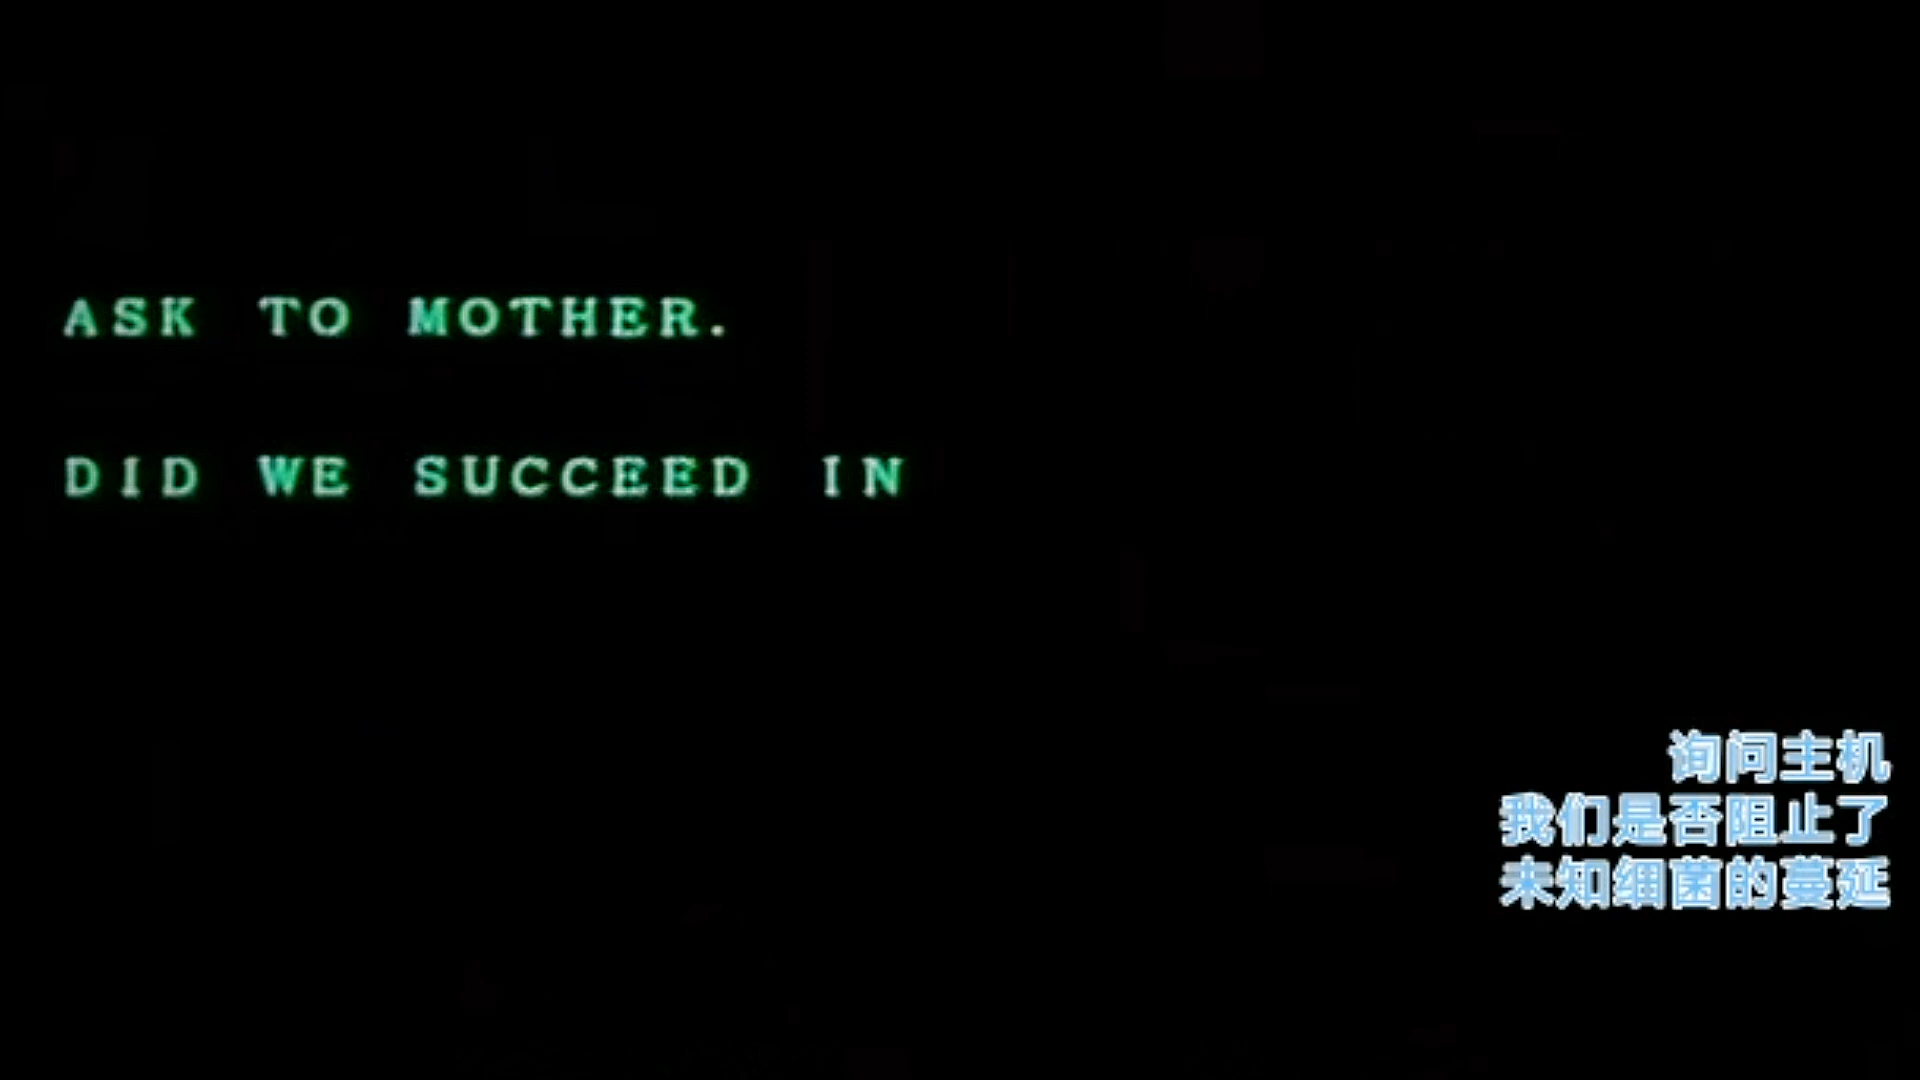 ASK TO MOTHER.
DID WE SUCCEED IN
询问主机
我们是否阻止了
未知细菌的蔓延